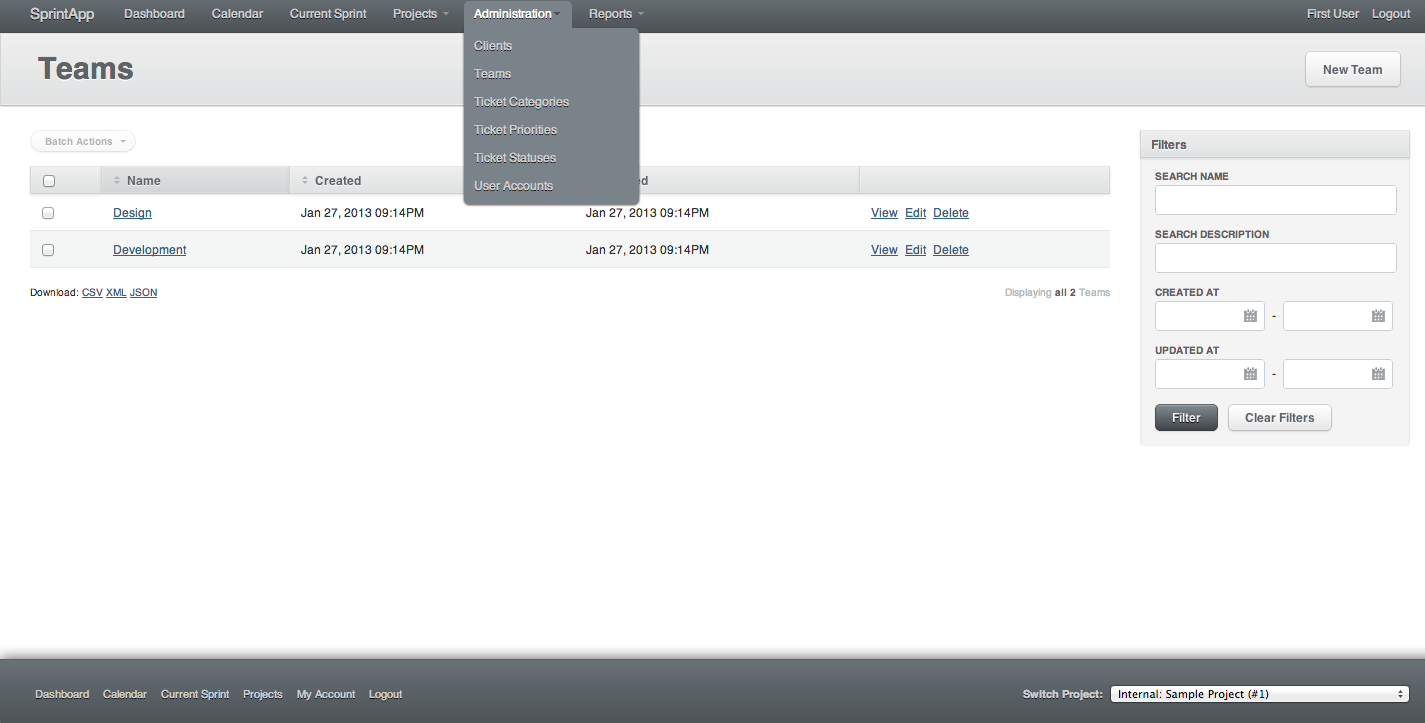 SprintApp Dashboard Calendar Current Sprint Projects Administration Reports First User Logout
Clients
Teams
Ticket Categories
Ticket Priorities
Ticket Statuses
User Accounts
Teams
New Team
Batch Actions
Name Created
Design Jan 27, 2013 09:14PM Jan 27, 2013 09:14PM View Edit Delete
Development Jan 27, 2013 09:14PM Jan 27, 2013 09:14PM View Edit Delete
Download: CSV XML JSON
Displaying all 2 Teams
Filters
SEARCH NAME
SEARCH DESCRIPTION
CREATED AT
-
UPDATED AT
-
Filter Clear Filters
Dashboard Calendar Current Sprint Projects My Account Logout
Switch Project: Internal: Sample Project (#1)